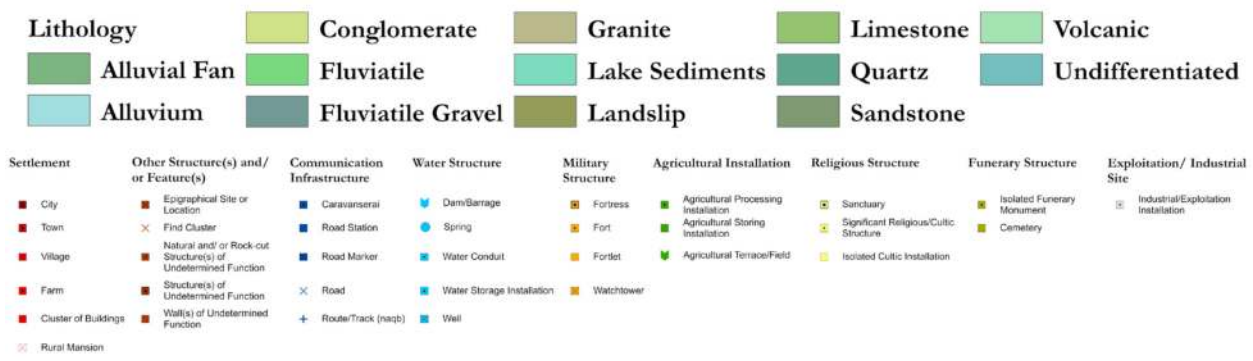 Lithology
Conglomerate
Granite
Limestone
Volcanic
Alluvial Fan
Fluviatile
Lake Sediments
Quartz
Undifferentiated
Alluvium
Fluviatile Gravel
Landslip
Sandstone
Settlement
City
Town
Village
Farm
Cluster of Buildings
Rural Mansion
Other Structure(s) and/
or Feature(s)
Epigraphical Site or
Location
Find Cluster
Natural and/ or Rock-cut
Structure(s) of
Undetermined Function
Structure(s) of
Undetermined Function
Wall(s) of Undetermined
Function
Communication
Infrastructure
Caravanserai
Road Station
Road Marker
Road
Route/Track (naqb)
Water Structure
Dam/Barrage
Spring
Water Conduit
Water Storage Installation
Well
Military
Structure
Fortress
Fort
Fortlet
Watchtower
Agricultural Installation
Agricultural Processing
Installation
Agricultural Storing
Installation
Agricultural Terrace/Field
Religious Structure
Sanctuary
Significant Religious/Cultic
Structure
Isolated Cultic Installation
Funerary Structure
Isolated Funerary
Monument
Cemetery
Exploitation/ Industrial
Site
Industrial/Exploitation
Installation